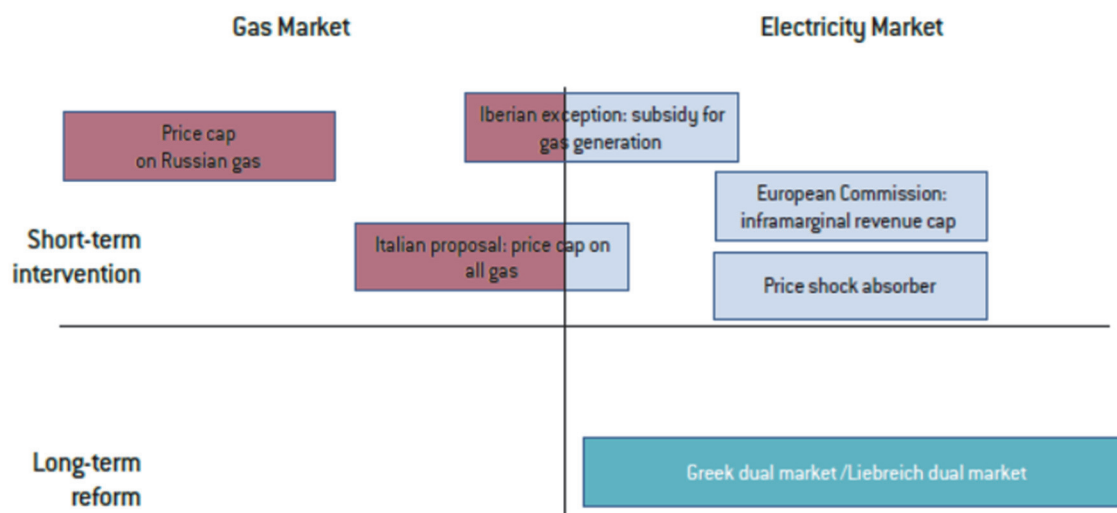 Gas Market
Electricity Market
Price cap
on Russian gas
Iberian exception: subsidy for
gas generation
European Commission:
inframarginal revenue cap
Short-term
intervention
Italian proposal: price cap on
all gas
Price shock absorber
Long-term
reform
Greek dual market /Liebreich dual market